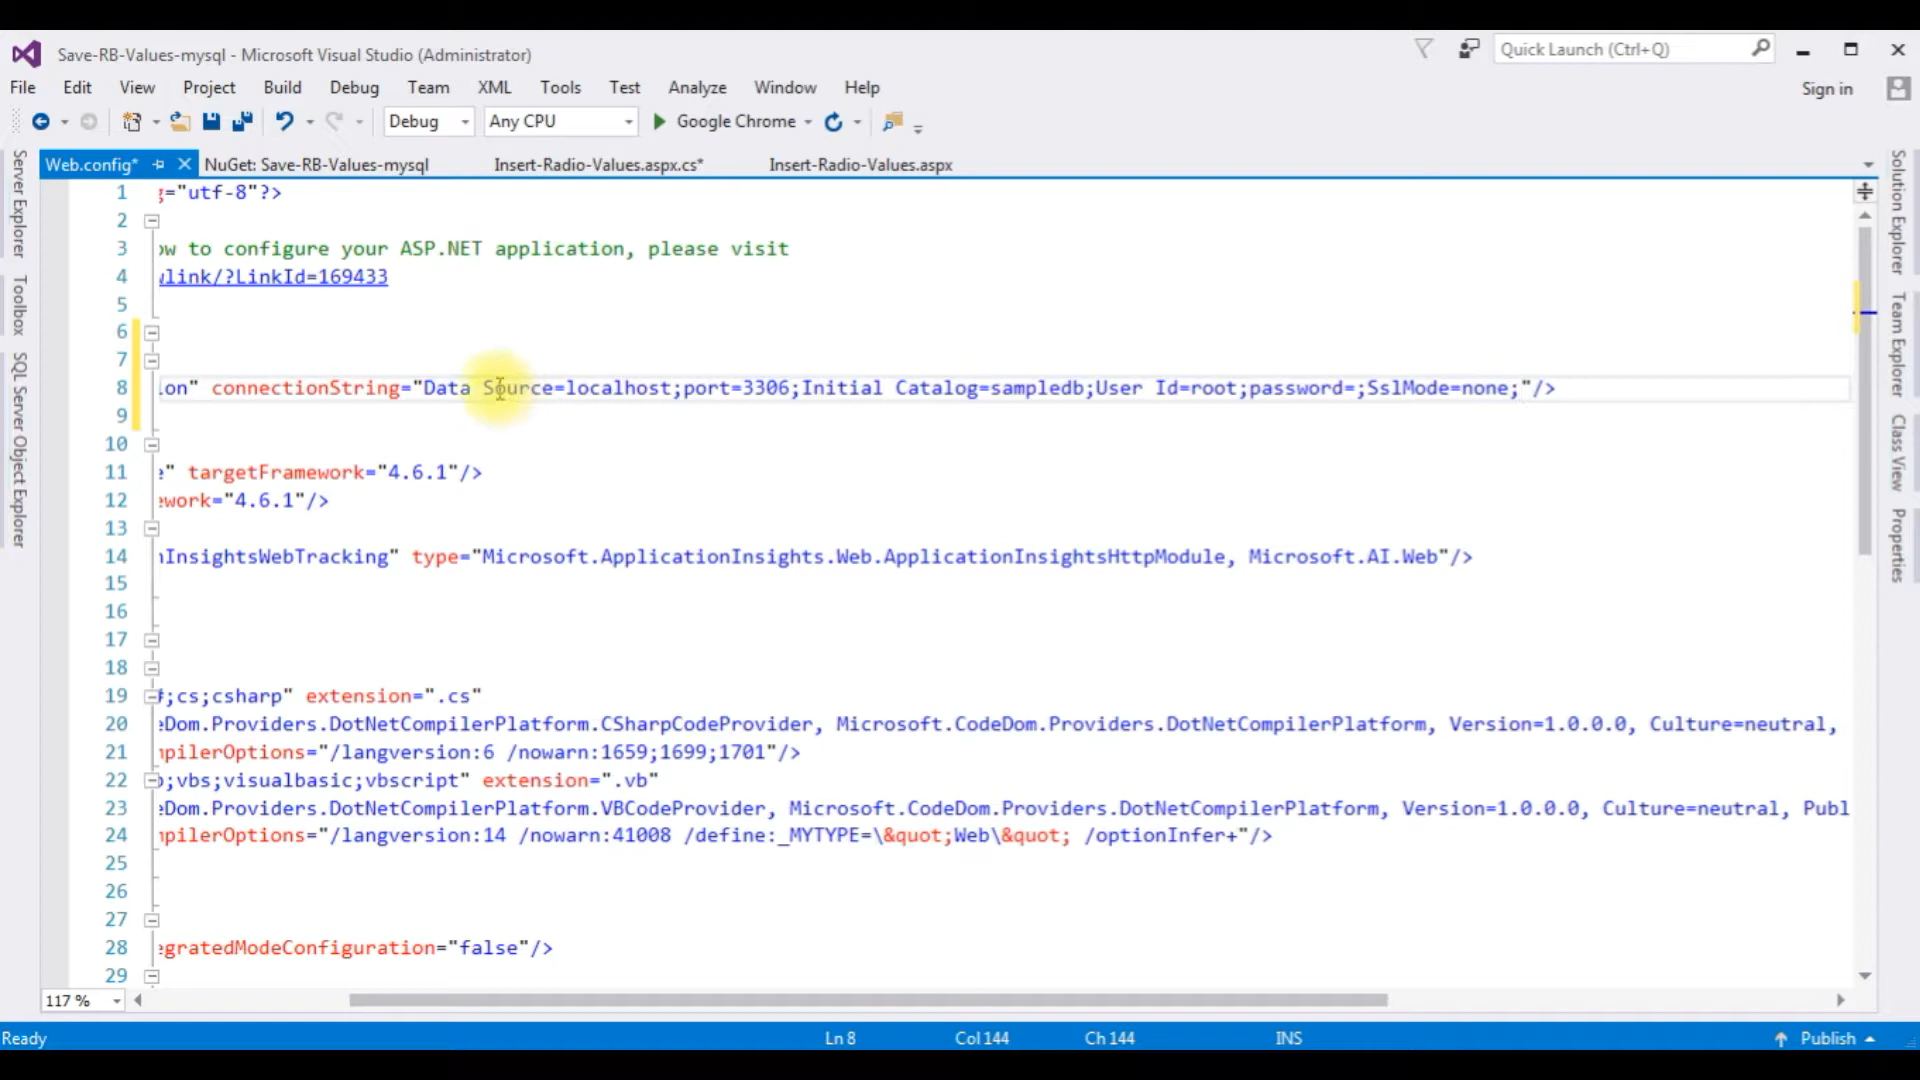 Save-RB-Values-mysql - Microsoft Visual Studio (Administrator)
Quick Launch (Ctrl+Q)
File Edit View Project Build Debug Team XML Tools Test Analyze Window Help
Sign in
Debug Any CPU Google Chrome
Web.config* NuGet: Save-RB-Values-mysql Insert-Radio-Values.aspx.cs* Insert-Radio-Values.aspx
Server Explorer
Toolbox
SQL Server Object Explorer
1 g="utf-8"?>
2
3 ow to configure your ASP.NET application, please visit
4 wlink/?LinkId=169433
5
6
7
8 ion" connectionString="Data Source=localhost;port=3306;Initial Catalog=sampledb;User Id=root;password=;SslMode=none;"/>
9
10
11 e" targetFramework="4.6.1"/>
12 ework="4.6.1"/>
13
14 nInsightsWebTracking" type="Microsoft.ApplicationInsights.Web.ApplicationInsightsHttpModule, Microsoft.AI.Web"/>
15
16
17
18
19 #;cs;csharp" extension=".cs"
20 eDom.Providers.DotNetCompilerPlatform.CSharpCodeProvider, Microsoft.CodeDom.Providers.DotNetCompilerPlatform, Version=1.0.0.0, Culture=neutral,
21 mpilerOptions="/langversion:6 /nowarn:1659;1699;1701"/>
22 b;vbs;visualbasic;vbscript" extension=".vb"
23 eDom.Providers.DotNetCompilerPlatform.VBCodeProvider, Microsoft.CodeDom.Providers.DotNetCompilerPlatform, Version=1.0.0.0, Culture=neutral, Publ
24 mpilerOptions="/langversion:14 /nowarn:41008 /define:_MYTYPE=\&quot;Web\&quot; /optionInfer+"/>
25
26
27
28 egratedModeConfiguration="false"/>
29
Solution Explorer
Team Explorer
Class View
Properties
117 %
Ready Ln 8 Col 144 Ch 144 INS Publish